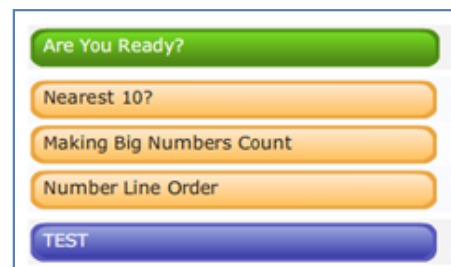 Are You Ready?
Nearest 10?
Making Big Numbers Count
Number Line Order
TEST